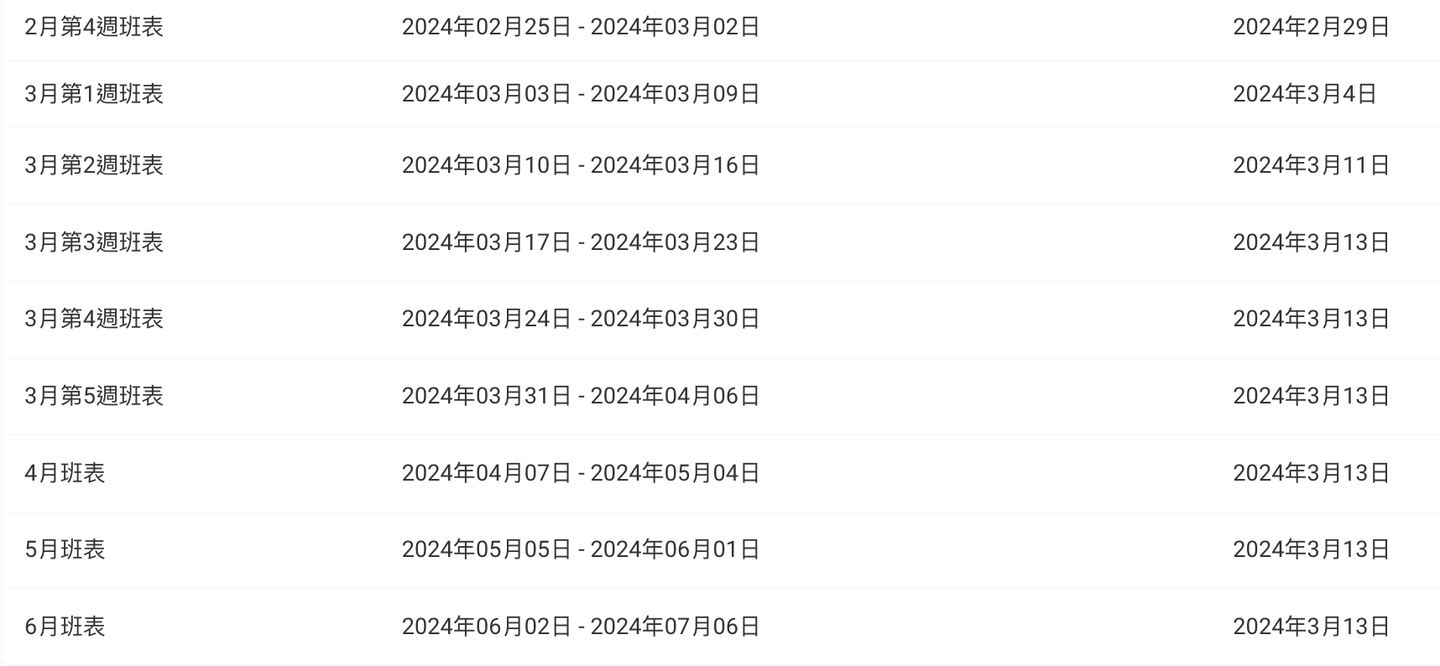 2月第4週班表 2024年02月25日 - 2024年03月02日 2024年2月29日
3月第1週班表 2024年03月03日 - 2024年03月09日 2024年3月4日
3月第2週班表 2024年03月10日 - 2024年03月16日 2024年3月11日
3月第3週班表 2024年03月17日 - 2024年03月23日 2024年3月13日
3月第4週班表 2024年03月24日 - 2024年03月30日 2024年3月13日
3月第5週班表 2024年03月31日 - 2024年04月06日 2024年3月13日
4月班表 2024年04月07日 - 2024年05月04日 2024年3月13日
5月班表 2024年05月05日 - 2024年06月01日 2024年3月13日
6月班表 2024年06月02日 - 2024年07月06日 2024年3月13日